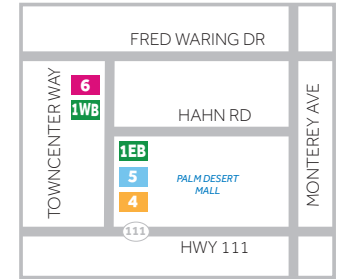 FRED WARING DR
TOWNCENTER WAY
6
1WB
HAHN RD
MONTEREY AVE
1EB
5
4
PALM DESERT
MALL
111
HWY 111